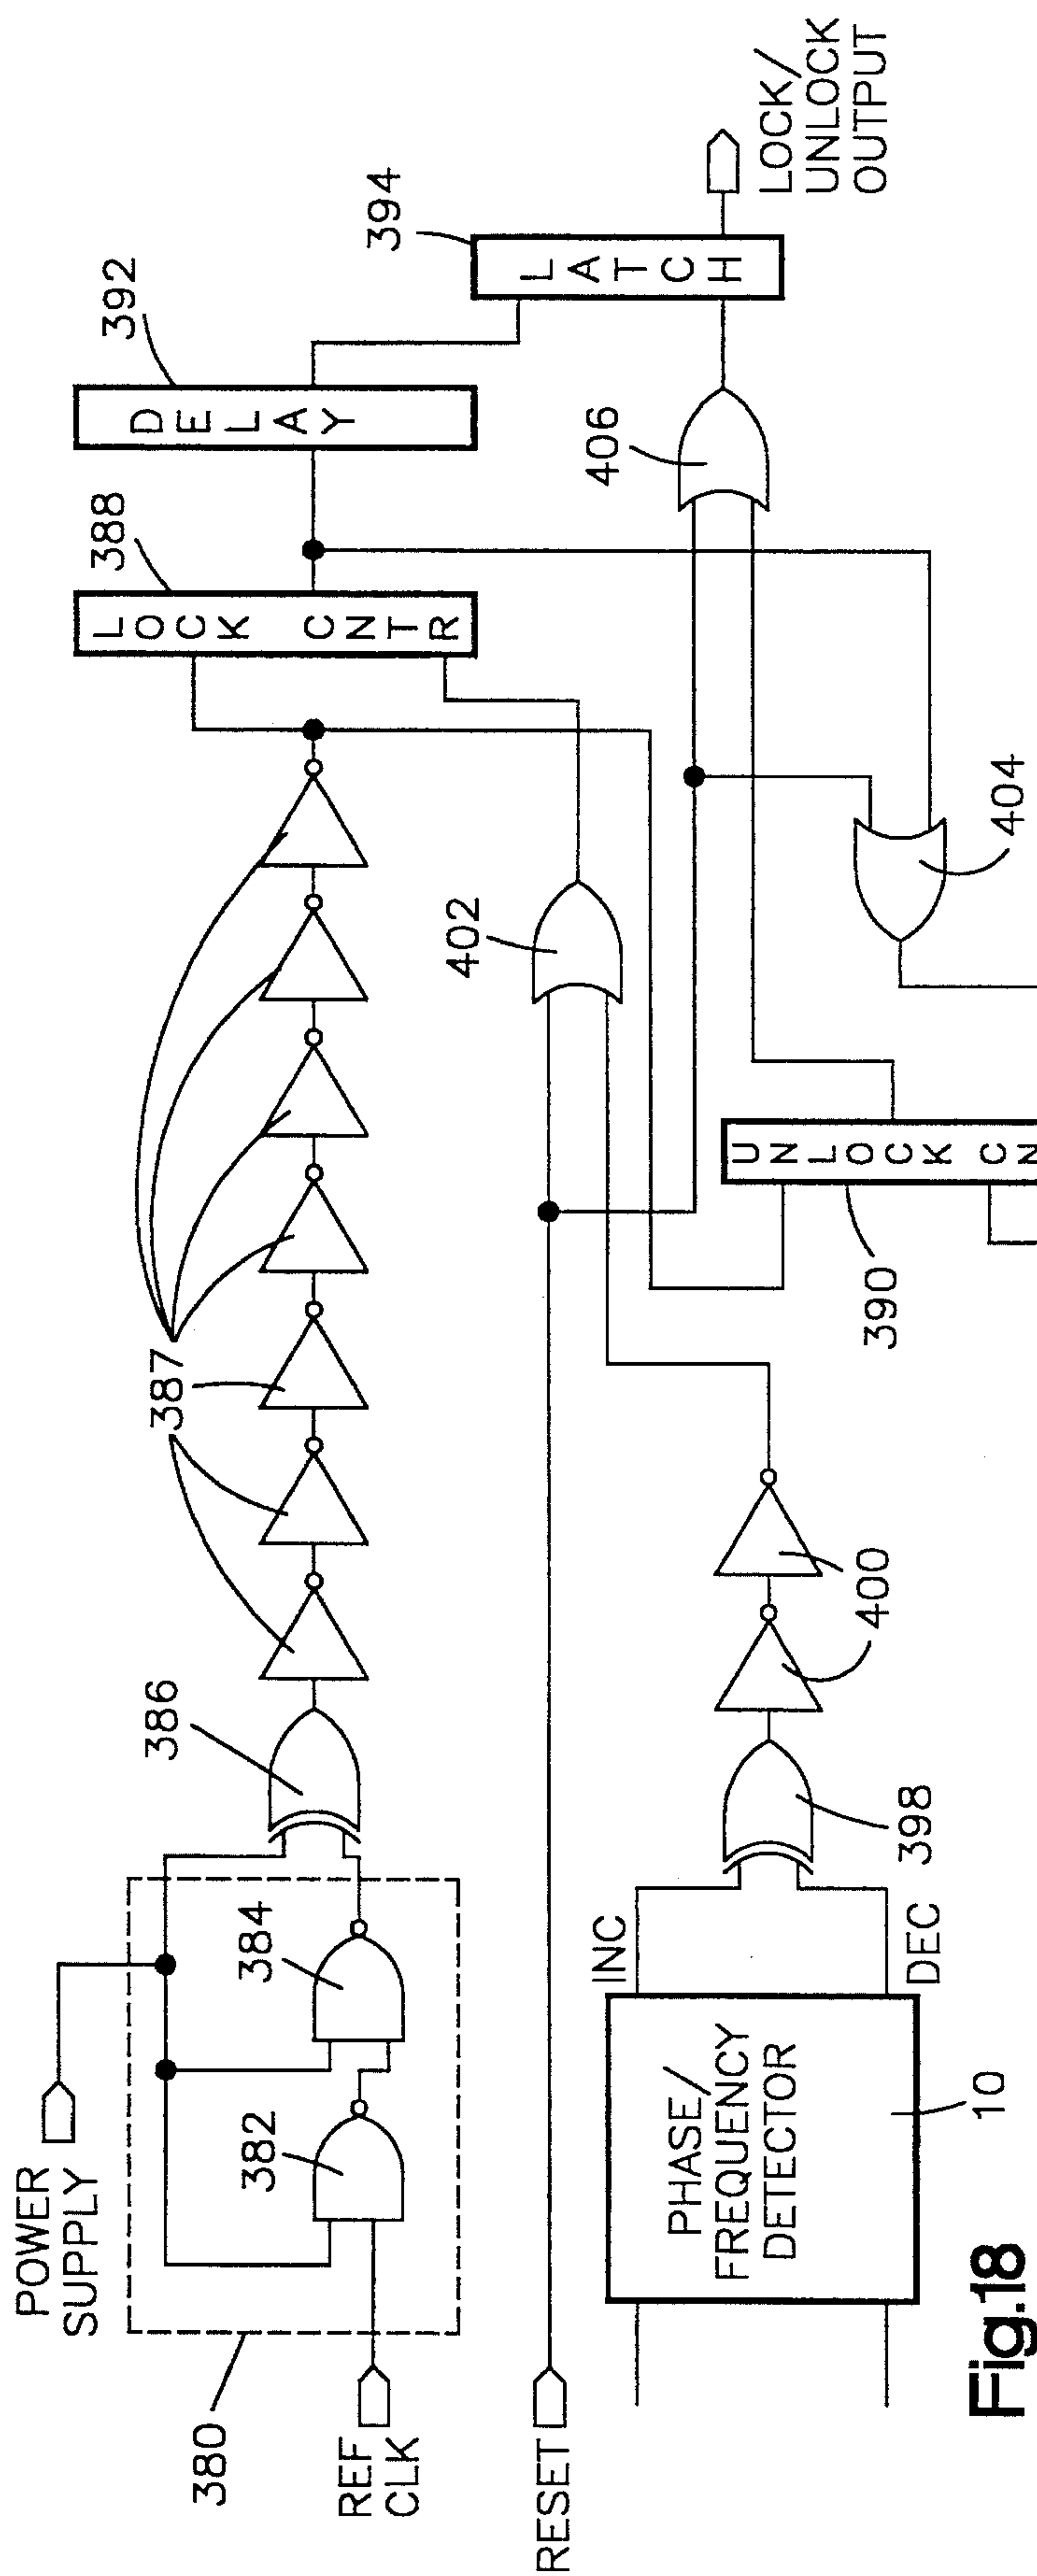 POWER
SUPPLY
380
REF
CLK
382
384
386
387
388
LOCK CNTR
392
DELAY
394
LATCH
LOCK/
UNLOCK
OUTPUT
RESET
402
406
404
PHASE/
FREQUENCY
DETECTOR
10
INC
DEC
398
400
390
UNLOCK CN
Fig.18